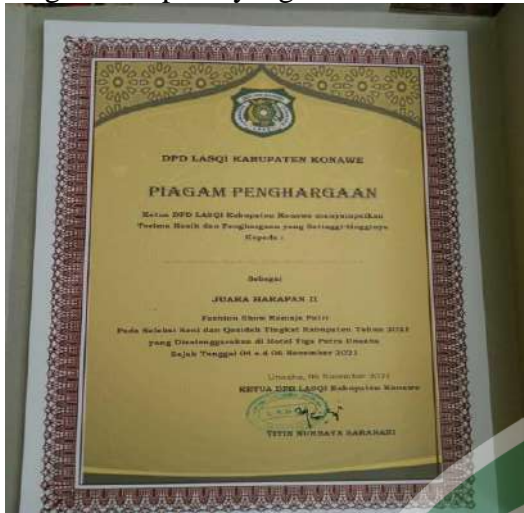 DPD LASQI KABUPATEN KONAWE
PIAGAM PENGHARGAAN
Ketua DPD LASQI Kabupaten Konawe menyampaikan
Terima Kasih dan Penghargaan yang Setinggi-tingginya
Kepada :
Sebagai
JUARA HARAPAN II
Fashion Show Remaja Putri
Pada Seleksi Seni dan Qasidah Tingkat Kabupaten Tahun 2021
yang Diselenggarakan di Hotel Tiga Putra Unaaha
Sejak Tanggal 04 s.d 06 November 2021
Unaaha, 06 November 2021
KETUA DPD LASQI Kabupaten Konawe
TITIN NURBAYA SARANANI